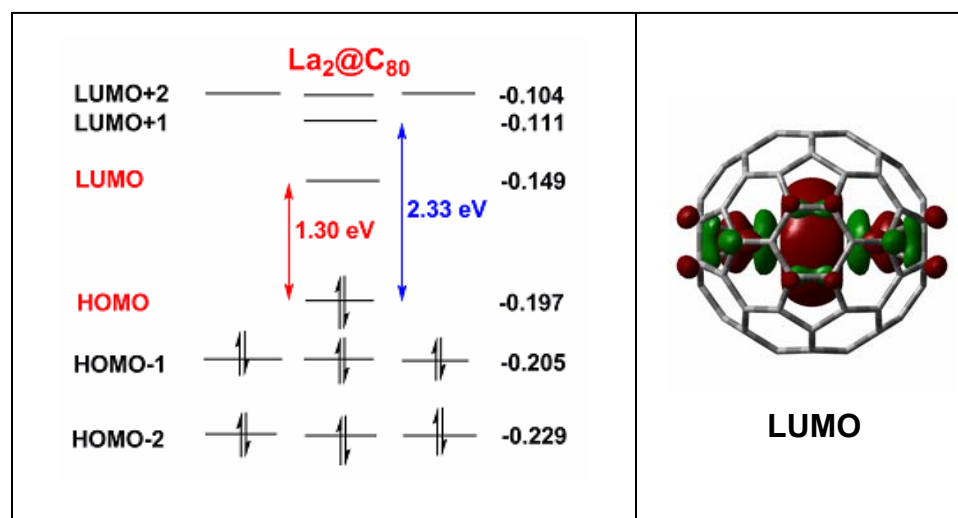 La₂@C₈₀
LUMO+2 -0.104
LUMO+1 -0.111
LUMO -0.149
2.33 eV
1.30 eV
HOMO -0.197
HOMO-1 -0.205
HOMO-2 -0.229
LUMO